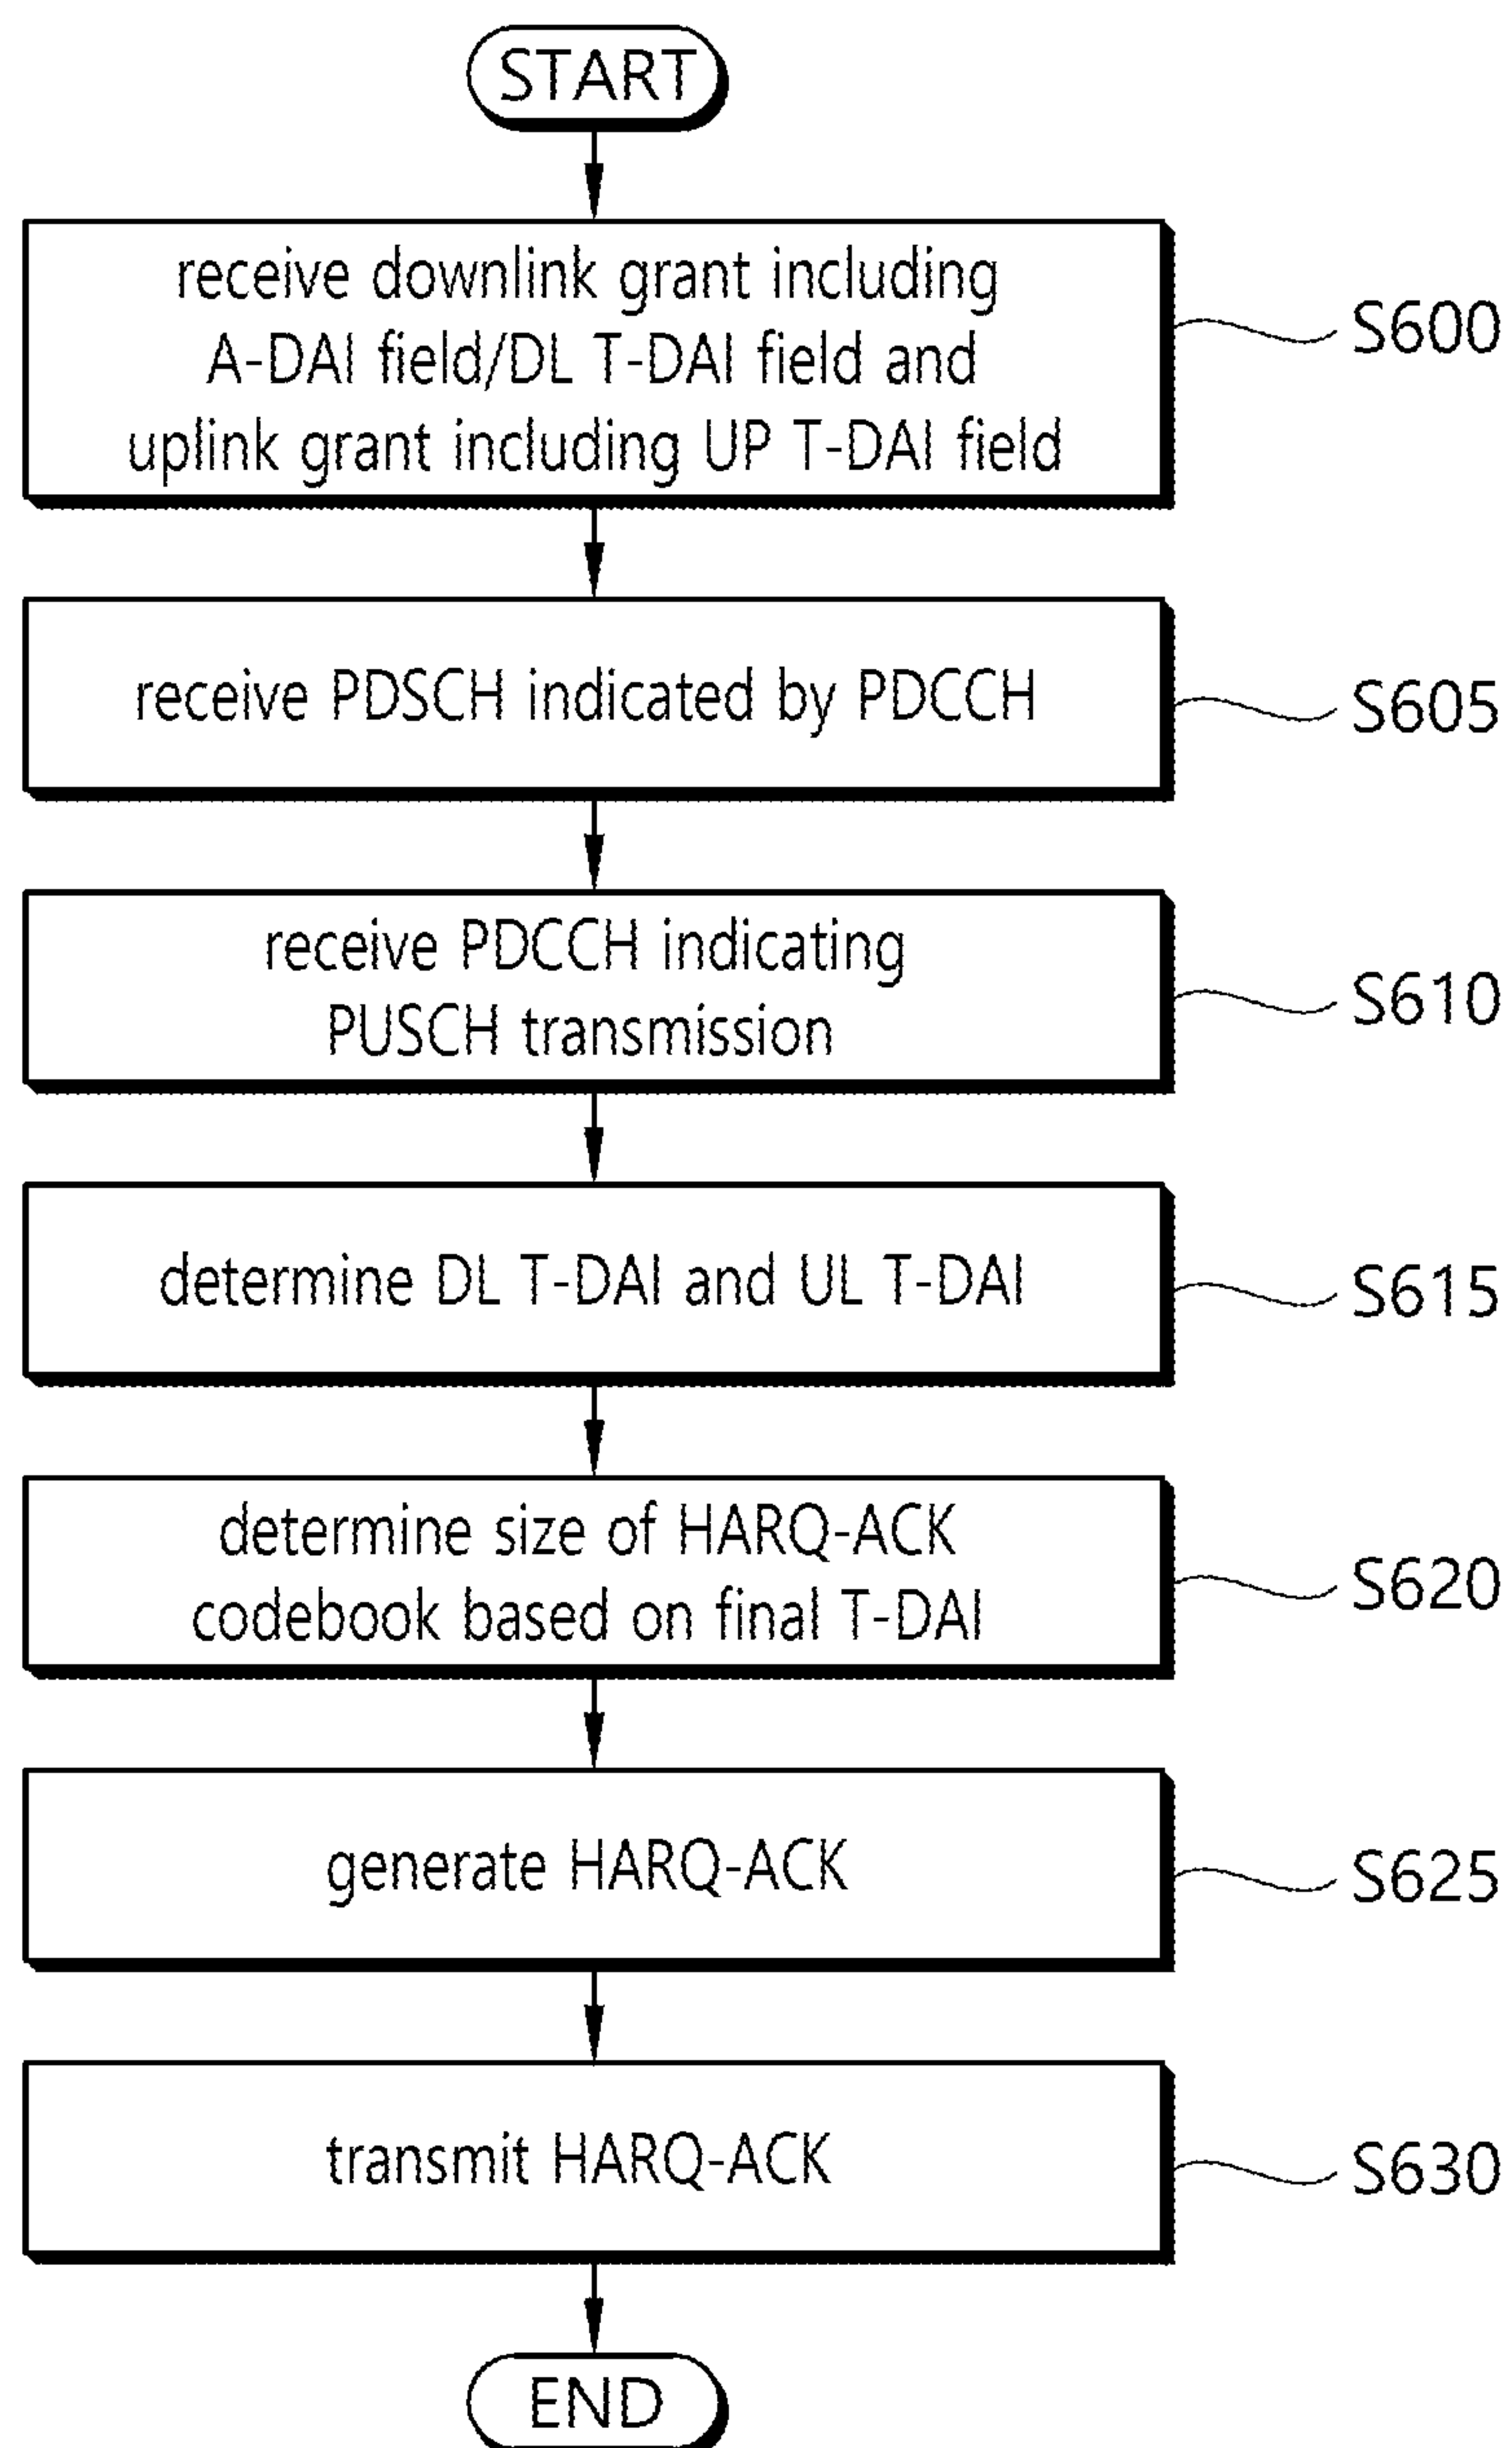 START
receive downlink grant including
A-DAI field/DL T-DAI field and
uplink grant including UP T-DAI field
S600
receive PDSCH indicated by PDCCH
S605
receive PDCCH indicating
PUSCH transmission
S610
determine DL T-DAI and UL T-DAI
S615
determine size of HARQ-ACK
codebook based on final T-DAI
S620
generate HARQ-ACK
S625
transmit HARQ-ACK
S630
END